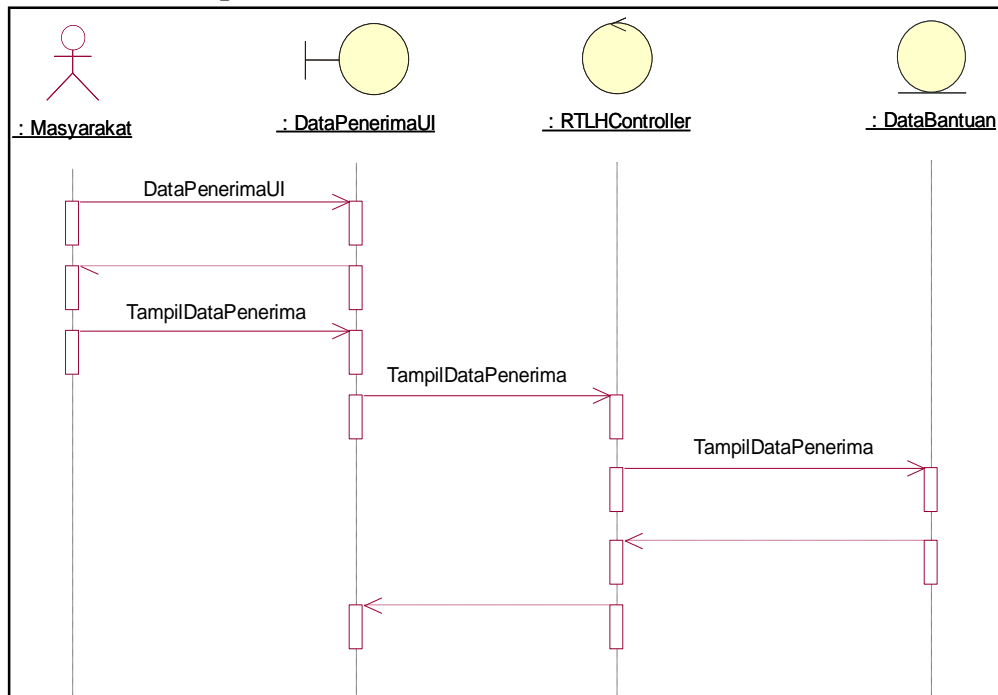 : Masyarakat
: DataPenerimaUI
: RTLHController
: DataBantuan
DataPenerimaUI
TampilDataPenerima
TampilDataPenerima
TampilDataPenerima